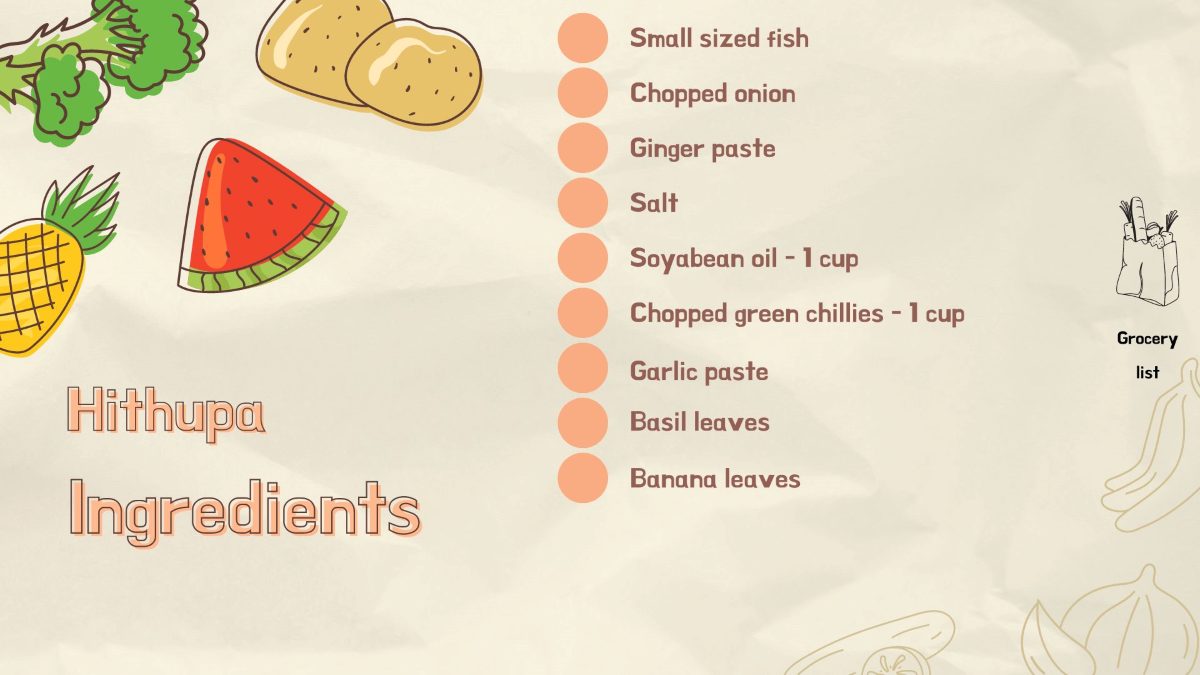 Small sized fish
Chopped onion
Ginger paste
Salt
Soyabean oil - 1 cup
Chopped green chillies - 1 cup
Garlic paste
Basil leaves
Banana leaves
Hithupa
Ingredients
Grocery
list